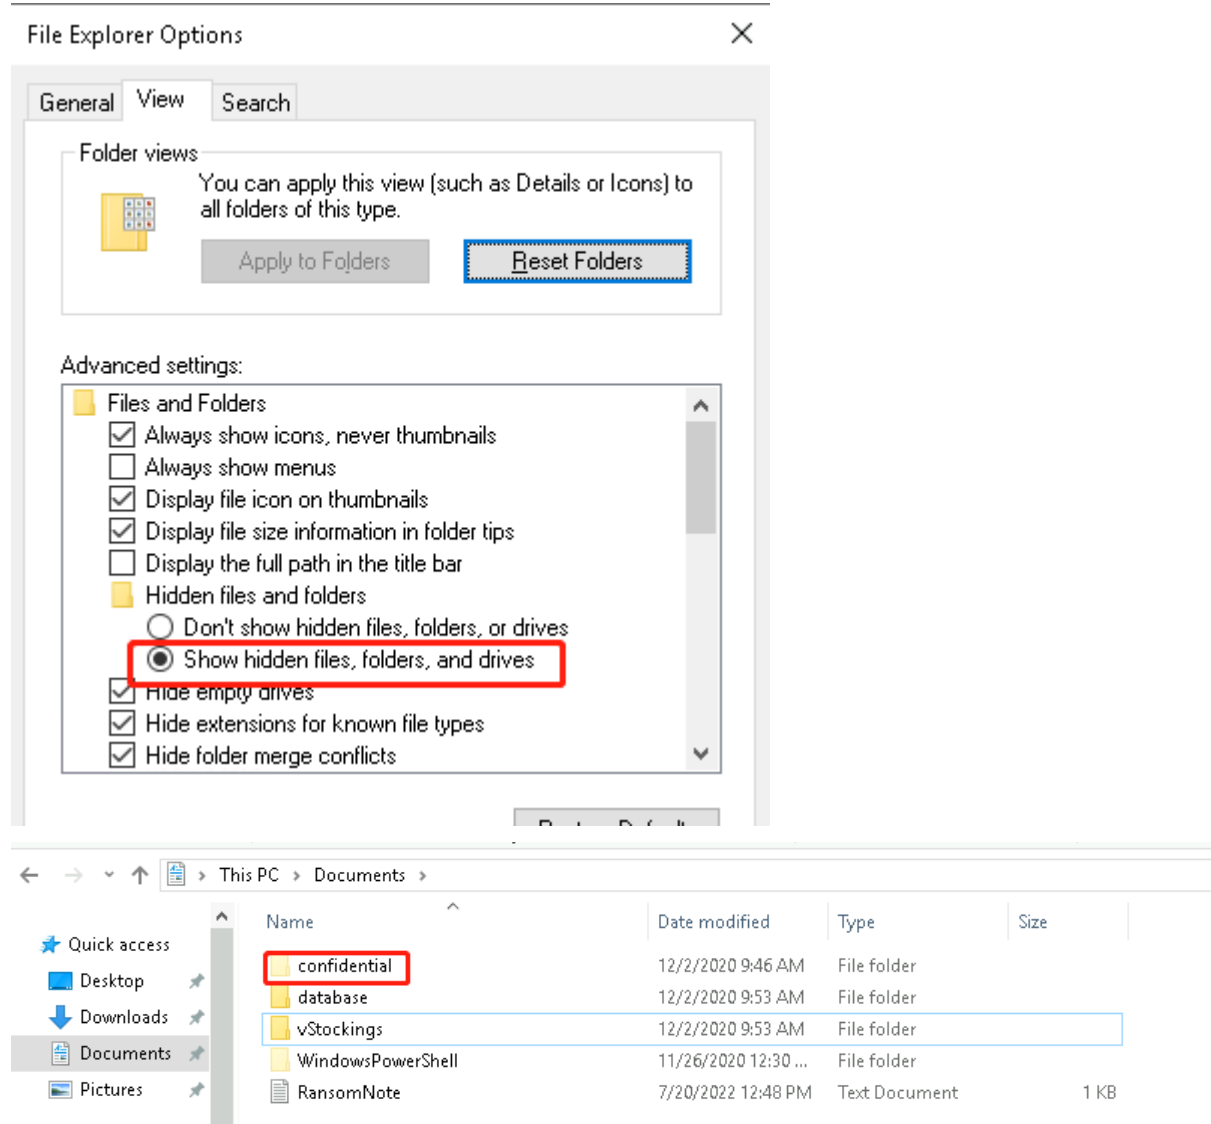 File Explorer Options
General View Search
Folder views
You can apply this view (such as Details or Icons) to
all folders of this type.
Apply to Folders Reset Folders
Advanced settings:
Files and Folders
Always show icons, never thumbnails
Always show menus
Display file icon on thumbnails
Display file size information in folder tips
Display the full path in the title bar
Hidden files and folders
Don't show hidden files, folders, or drives
Show hidden files, folders, and drives
Hide empty drives
Hide extensions for known file types
Hide folder merge conflicts
This PC > Documents >
Name Date modified Type Size
Quick access
Desktop
Downloads
Documents
Pictures
confidential 12/2/2020 9:46 AM File folder
database 12/2/2020 9:53 AM File folder
vStockings 12/2/2020 9:53 AM File folder
WindowsPowerShell 11/26/2020 12:30 ... File folder
RansomNote 7/20/2022 12:48 PM Text Document 1 KB